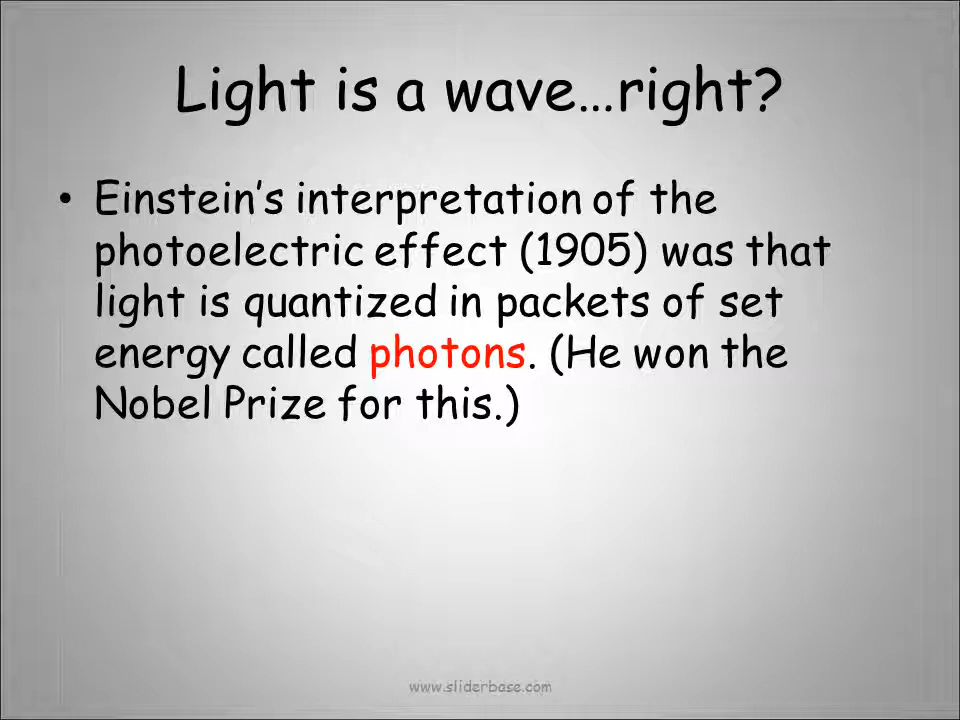 Light is a wave…right?
• Einstein’s interpretation of the
photoelectric effect (1905) was that
light is quantized in packets of set
energy called photons. (He won the
Nobel Prize for this.)
www.sliderbase.com